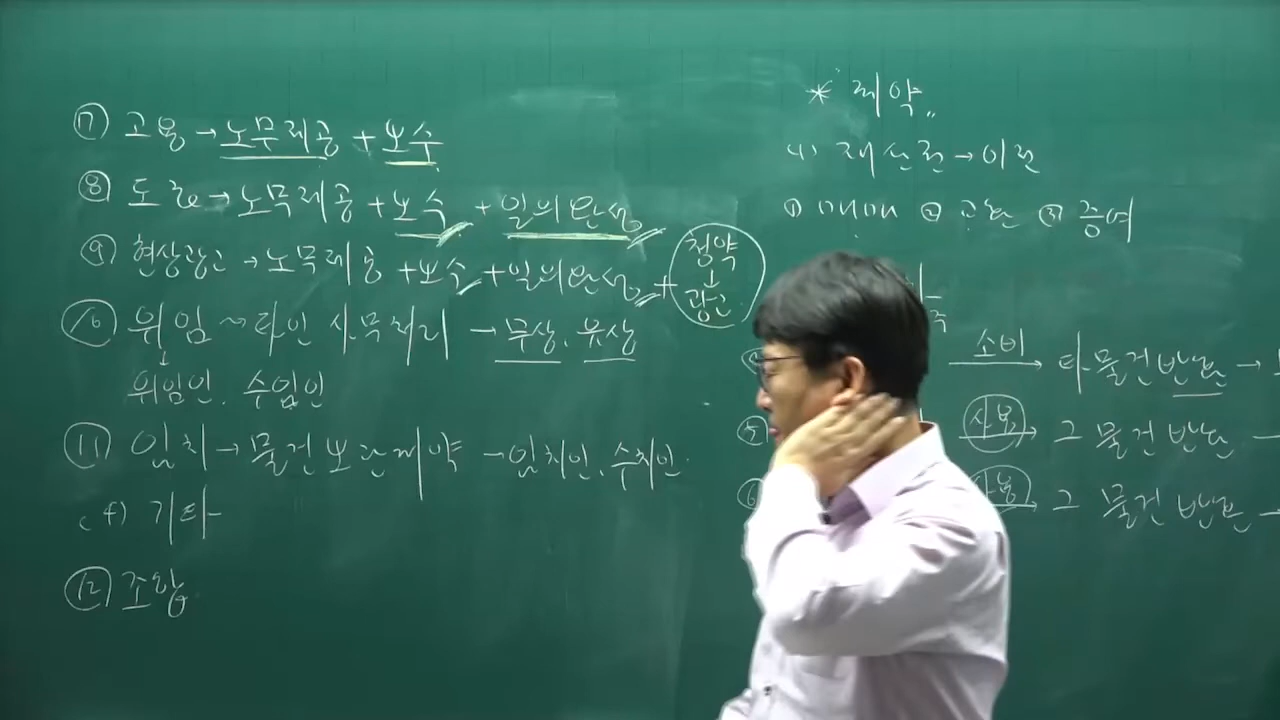 ⑦ 고용 → 노무제공 + 보수
⑧ 도급 → 노무제공 + 보수 + 일의 완성
⑨ 현상광고 → 노무제공 + 보수 + 일의 완성 + 청약 ↓ 광고
⑩ 위임 ~ 타인 사무처리 → 무상, 유상
↓
위임인, 수임인
⑪ 임치 → 물건보관계약 → 임치인, 수치인
(f) 기타
⑫ 조합
* 계약
재산권 → 이전
① 매매 ② 교환 ③ 증여
소비 → 타물건 반환 →
⑤ 사용 → 그 물건 반환 →
⑥ 사용 → 그 물건 반환 →